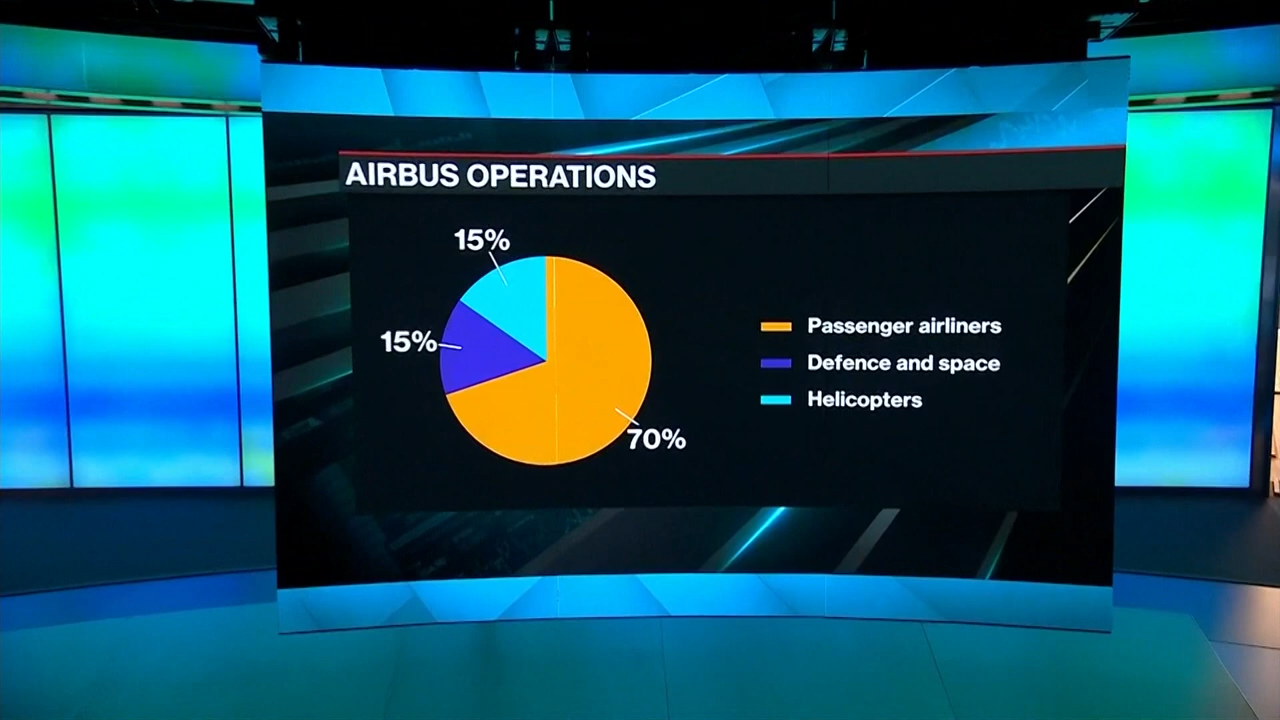 AIRBUS OPERATIONS
15%
15%
70%
Passenger airliners
Defence and space
Helicopters